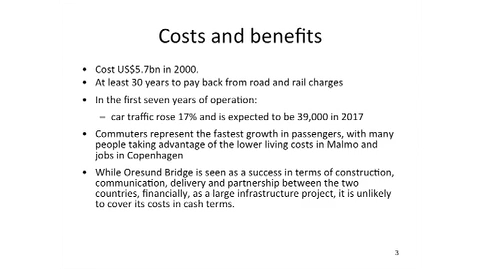 Costs and benefits
• Cost US$5.7bn in 2000.
• At least 30 years to pay back from road and rail charges
• In the first seven years of operation:
– car traffic rose 17% and is expected to be 39,000 in 2017
• Commuters represent the fastest growth in passengers, with many
people taking advantage of the lower living costs in Malmo and
jobs in Copenhagen
• While Oresund Bridge is seen as a success in terms of construction,
communication, delivery and partnership between the two
countries, financially, as a large infrastructure project, it is unlikely
to cover its costs in cash terms.
3